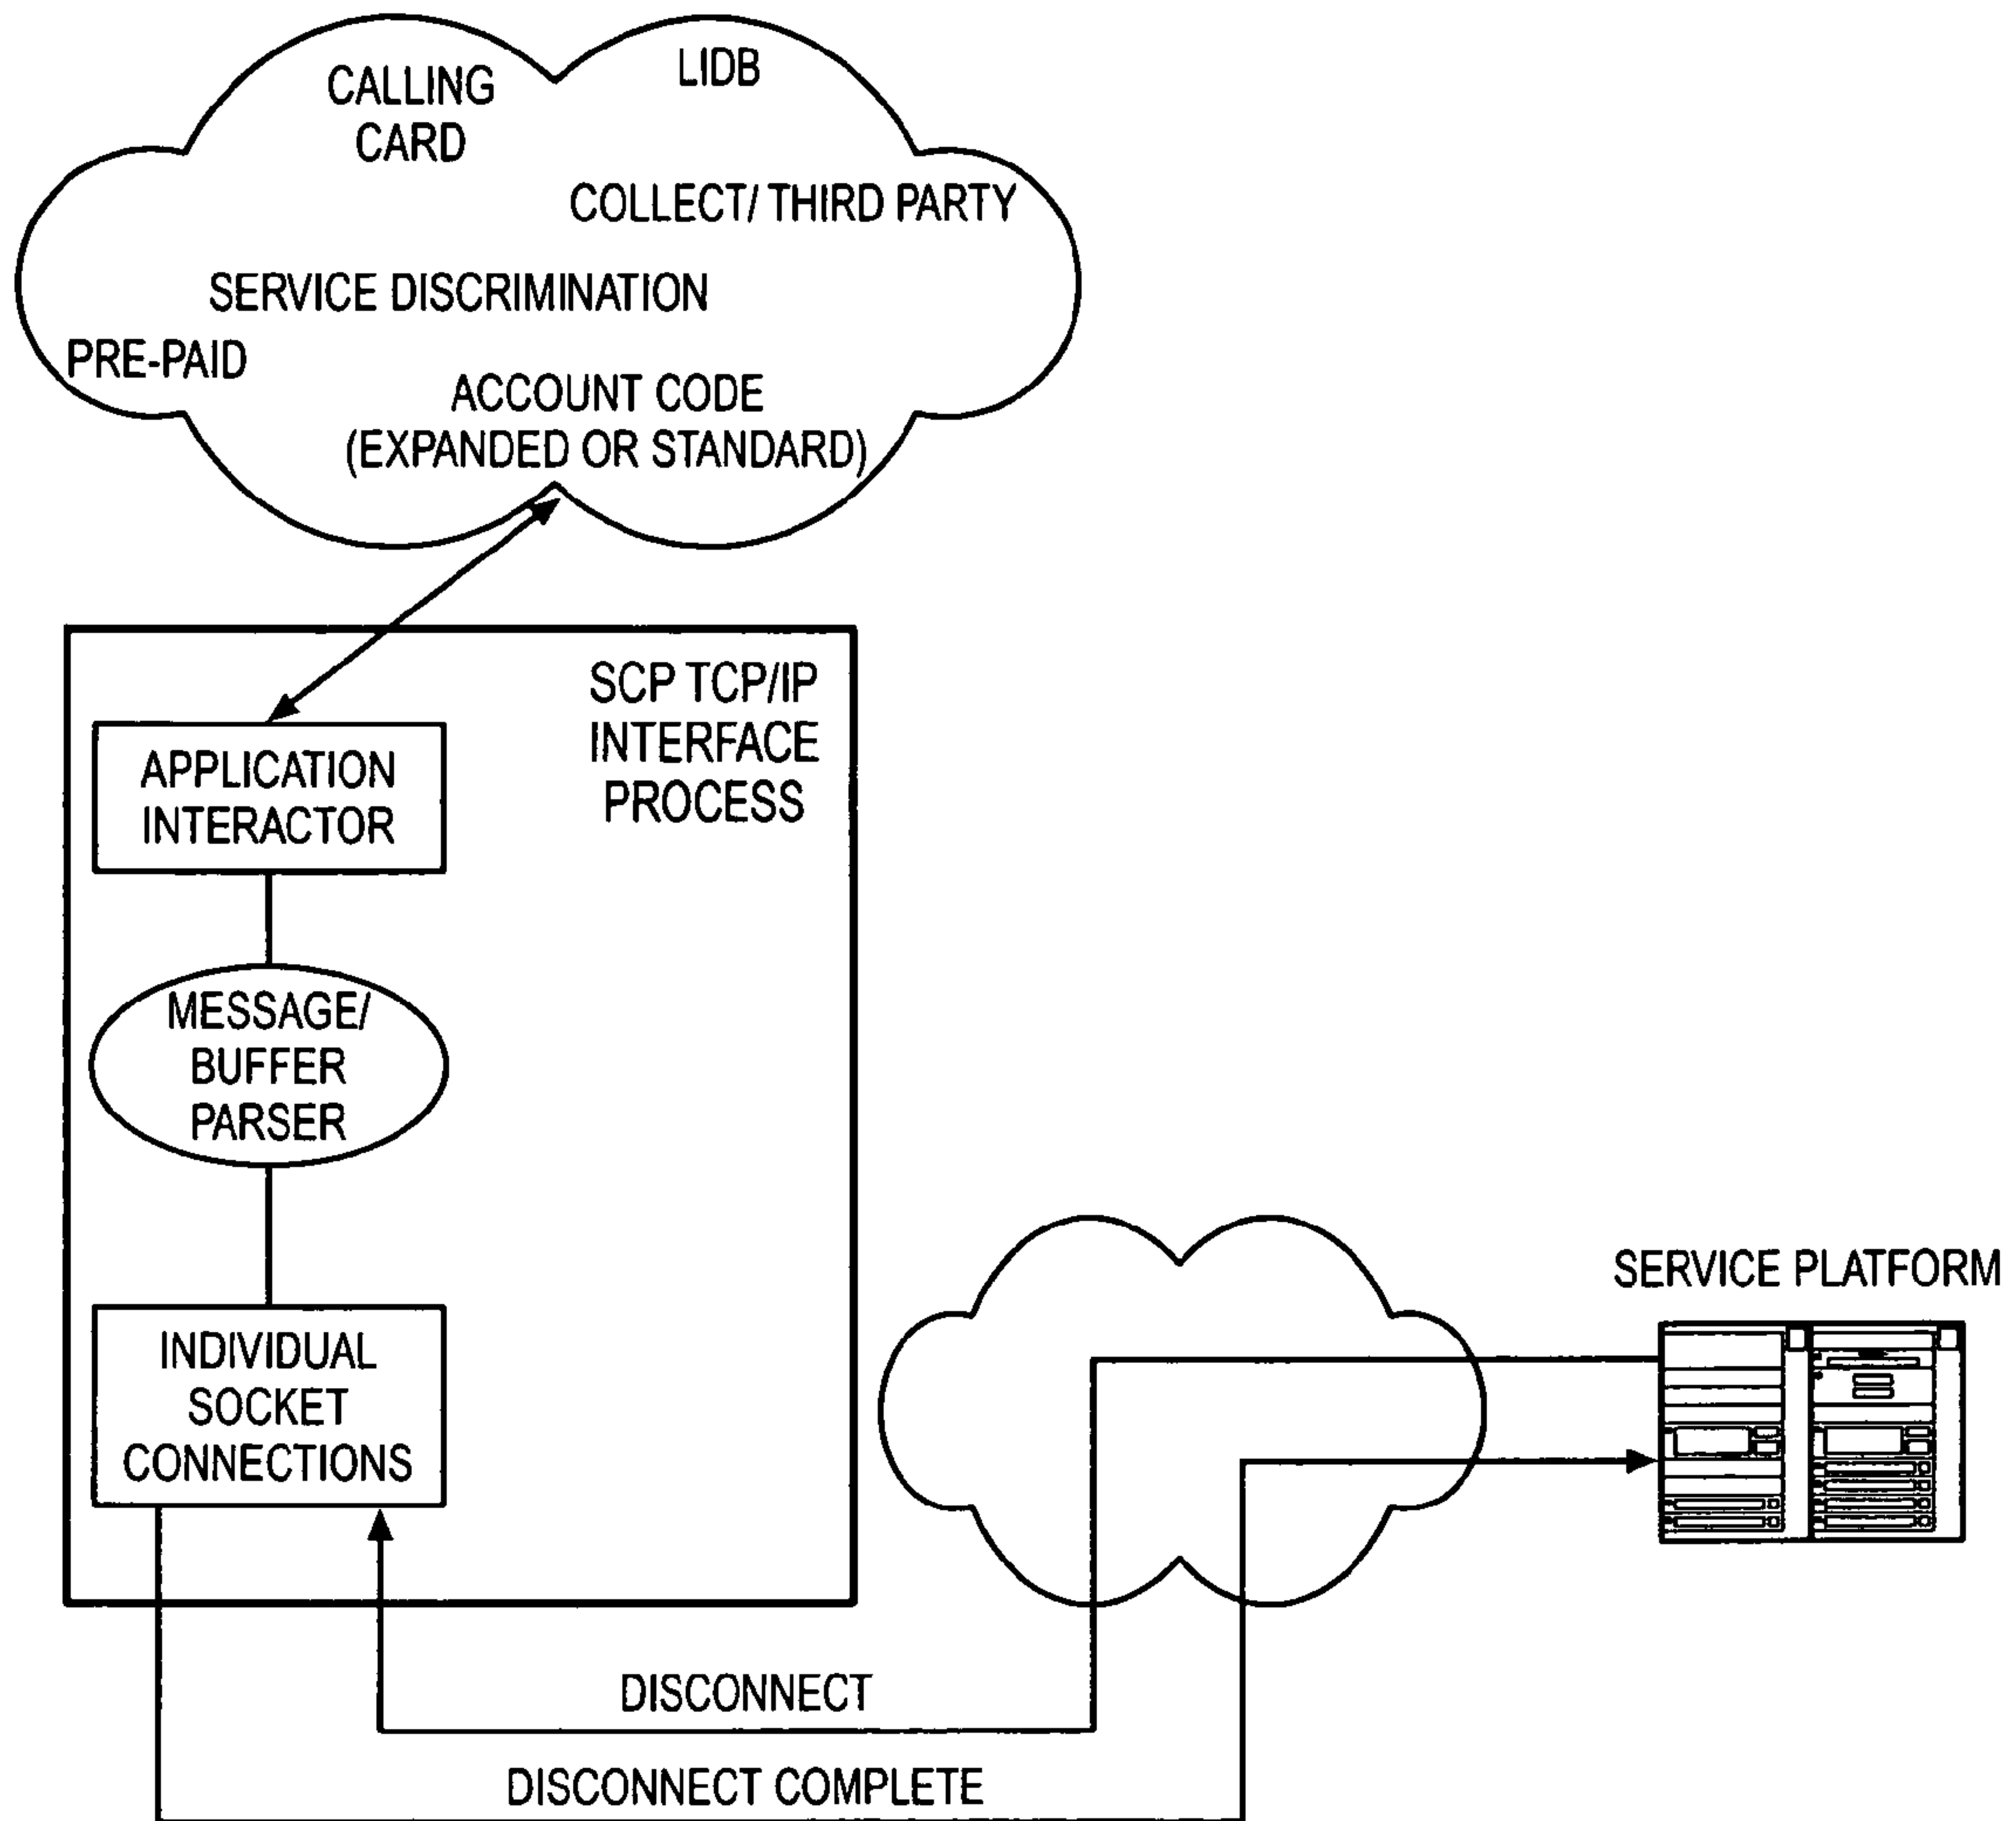 CALLING
CARD
LIDB
COLLECT/ THIRD PARTY
SERVICE DISCRIMINATION
PRE-PAID
ACCOUNT CODE
(EXPANDED OR STANDARD)
SCP TCP/IP
INTERFACE
PROCESS
APPLICATION
INTERACTOR
MESSAGE/
BUFFER
PARSER
INDIVIDUAL
SOCKET
CONNECTIONS
SERVICE PLATFORM
DISCONNECT
DISCONNECT COMPLETE